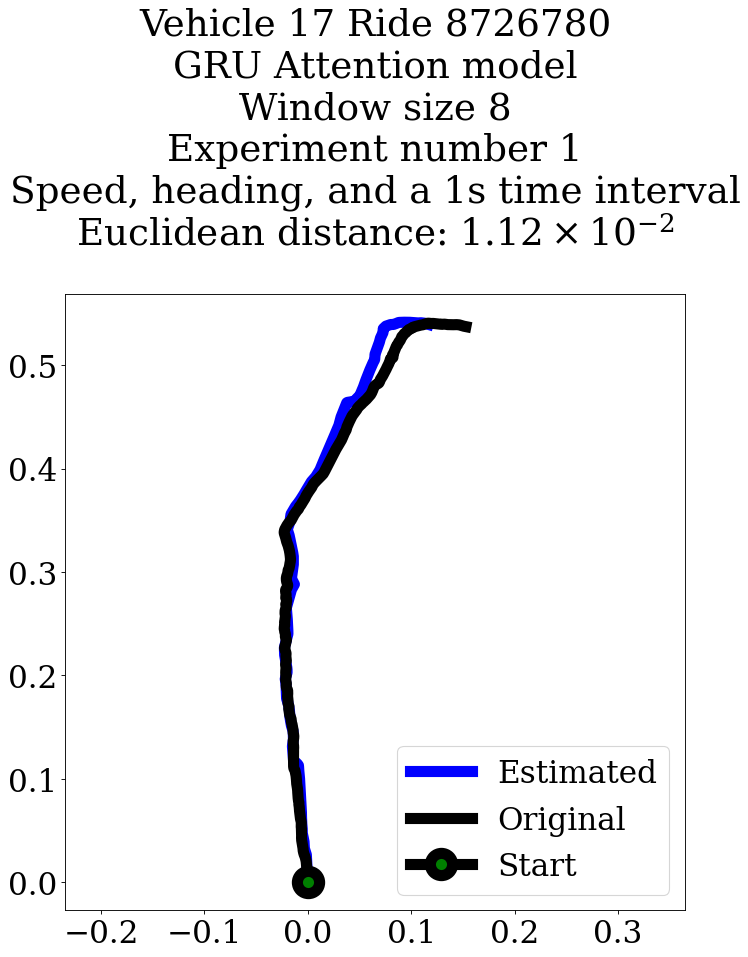 Vehicle 17 Ride 8726780
GRU Attention model
Window size 8
Experiment number 1
Speed, heading, and a 1s time interval
Euclidean distance: 1.12 × 10⁻²
0.5
0.4
0.3
0.2
0.1
0.0
Estimated
Original
Start
−0.2 −0.1 0.0 0.1 0.2 0.3